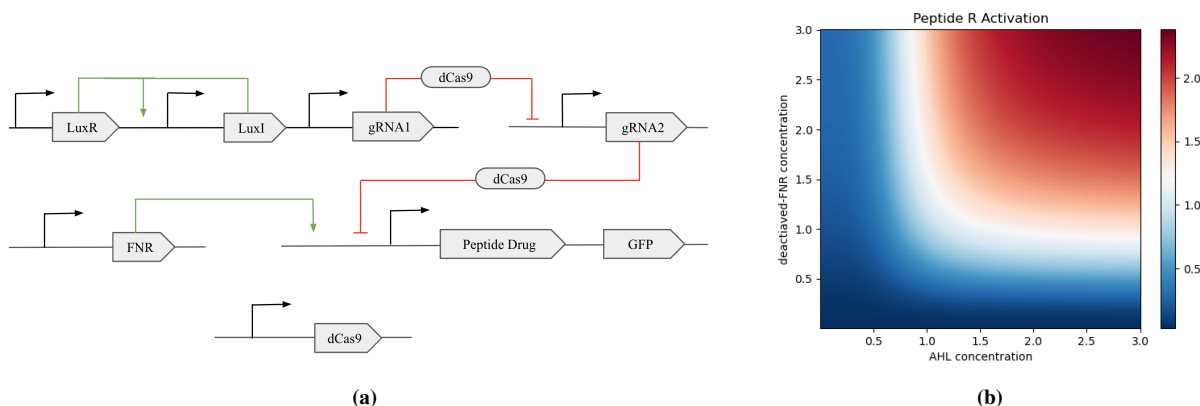 dCas9
LuxR
LuxI
gRNA1
gRNA2
dCas9
FNR
Peptide Drug
GFP
dCas9
(a)
Peptide R Activation
deactiaved-FNR concentration
3.0
2.5
2.0
1.5
1.0
0.5
0.5 1.0 1.5 2.0 2.5 3.0
AHL concentration
2.0
1.5
1.0
0.5
(b)